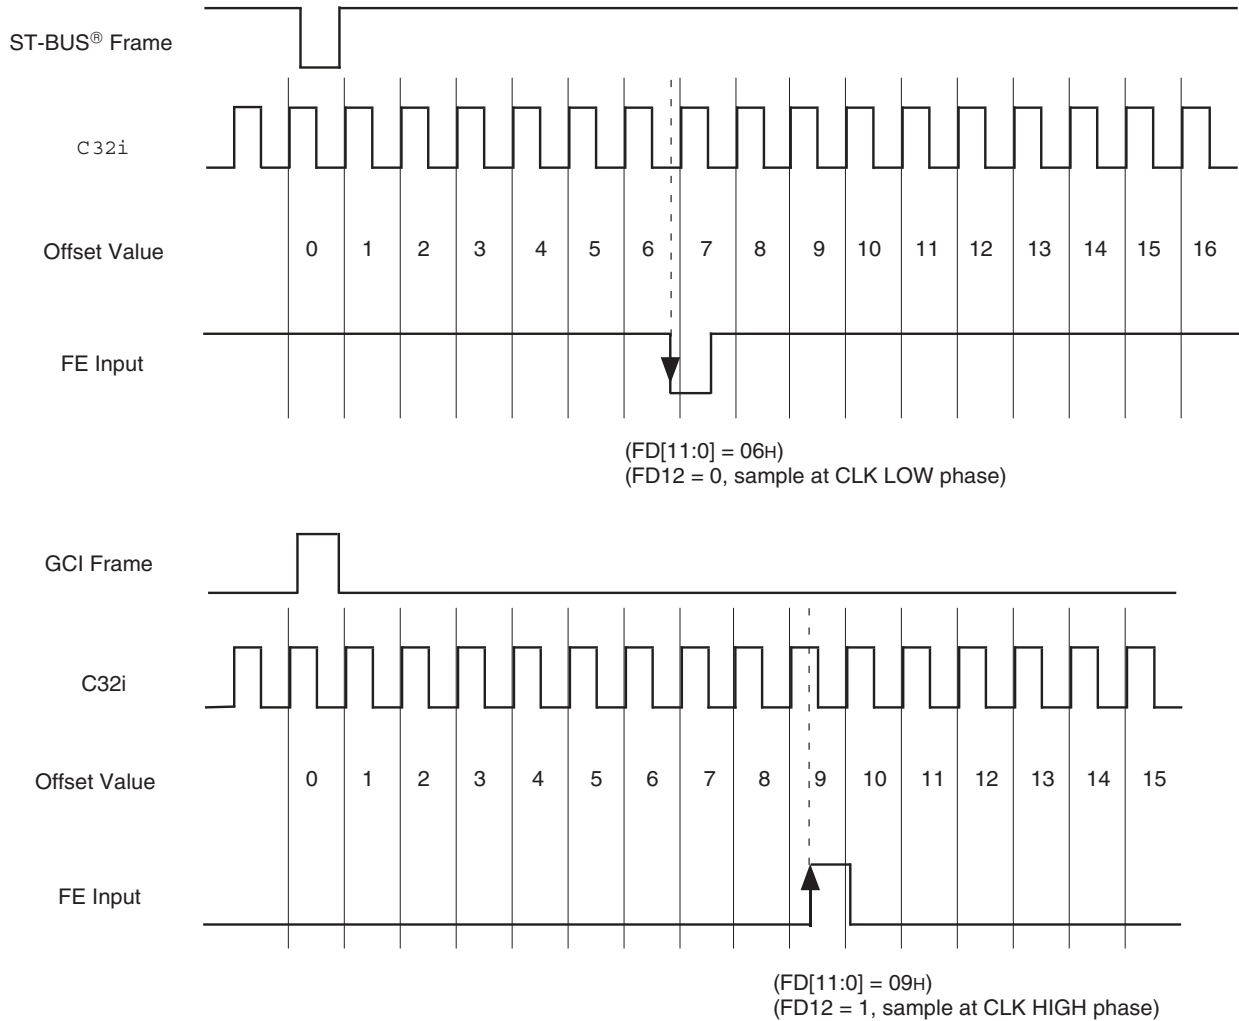 ST-BUS® Frame
C32i
Offset Value 0 1 2 3 4 5 6 7 8 9 10 11 12 13 14 15 16
FE Input
(FD[11:0] = 06H)
(FD12 = 0, sample at CLK LOW phase)
GCI Frame
C32i
Offset Value 0 1 2 3 4 5 6 7 8 9 10 11 12 13 14 15
FE Input
(FD[11:0] = 09H)
(FD12 = 1, sample at CLK HIGH phase)